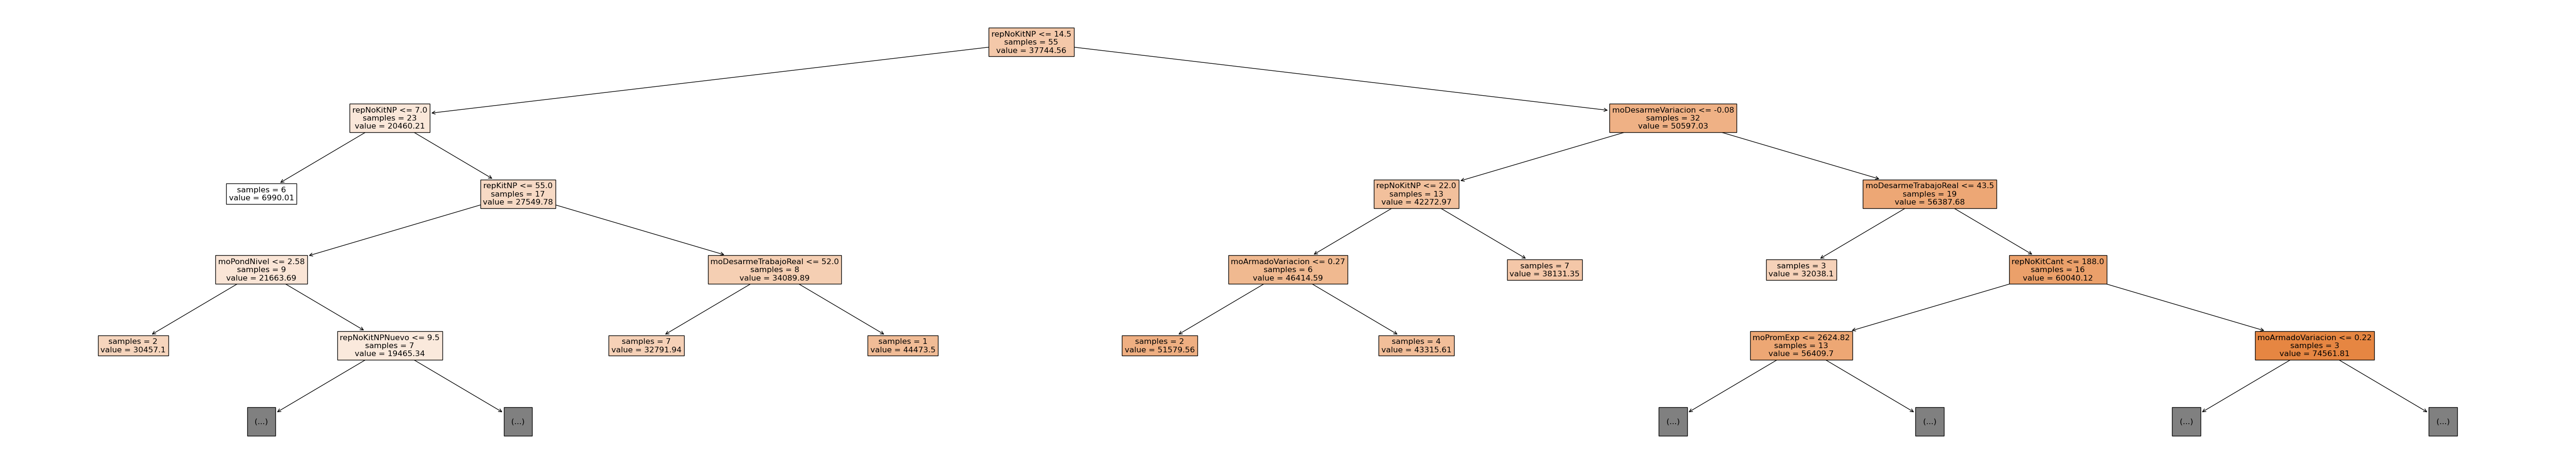 repNoKitNP <= 14.5
samples = 55
value = 37744.56
repNoKitNP <= 7.0
samples = 23
value = 20460.21
moDesarmeVariacion <= -0.08
samples = 32
value = 50597.03
samples = 6
value = 6990.01
repKitNP <= 55.0
samples = 17
value = 27549.78
repNoKitNP <= 22.0
samples = 13
value = 42272.97
moDesarmeTrabajoReal <= 43.5
samples = 19
value = 56387.68
moPondNivel <= 2.58
samples = 9
value = 21663.69
moDesarmeTrabajoReal <= 52.0
samples = 8
value = 34089.89
moArmadoVariacion <= 0.27
samples = 6
value = 46414.59
samples = 7
value = 38131.35
samples = 3
value = 32038.1
repNoKitCant <= 188.0
samples = 16
value = 60040.12
samples = 2
value = 30457.1
repNoKitNPNuevo <= 9.5
samples = 7
value = 19465.34
samples = 7
value = 32791.94
samples = 1
value = 44473.5
samples = 2
value = 51579.56
samples = 4
value = 43315.61
moPromExp <= 2624.82
samples = 13
value = 56409.7
moArmadoVariacion <= 0.22
samples = 3
value = 74561.81
(...)
(...)
(...)
(...)
(...)
(...)